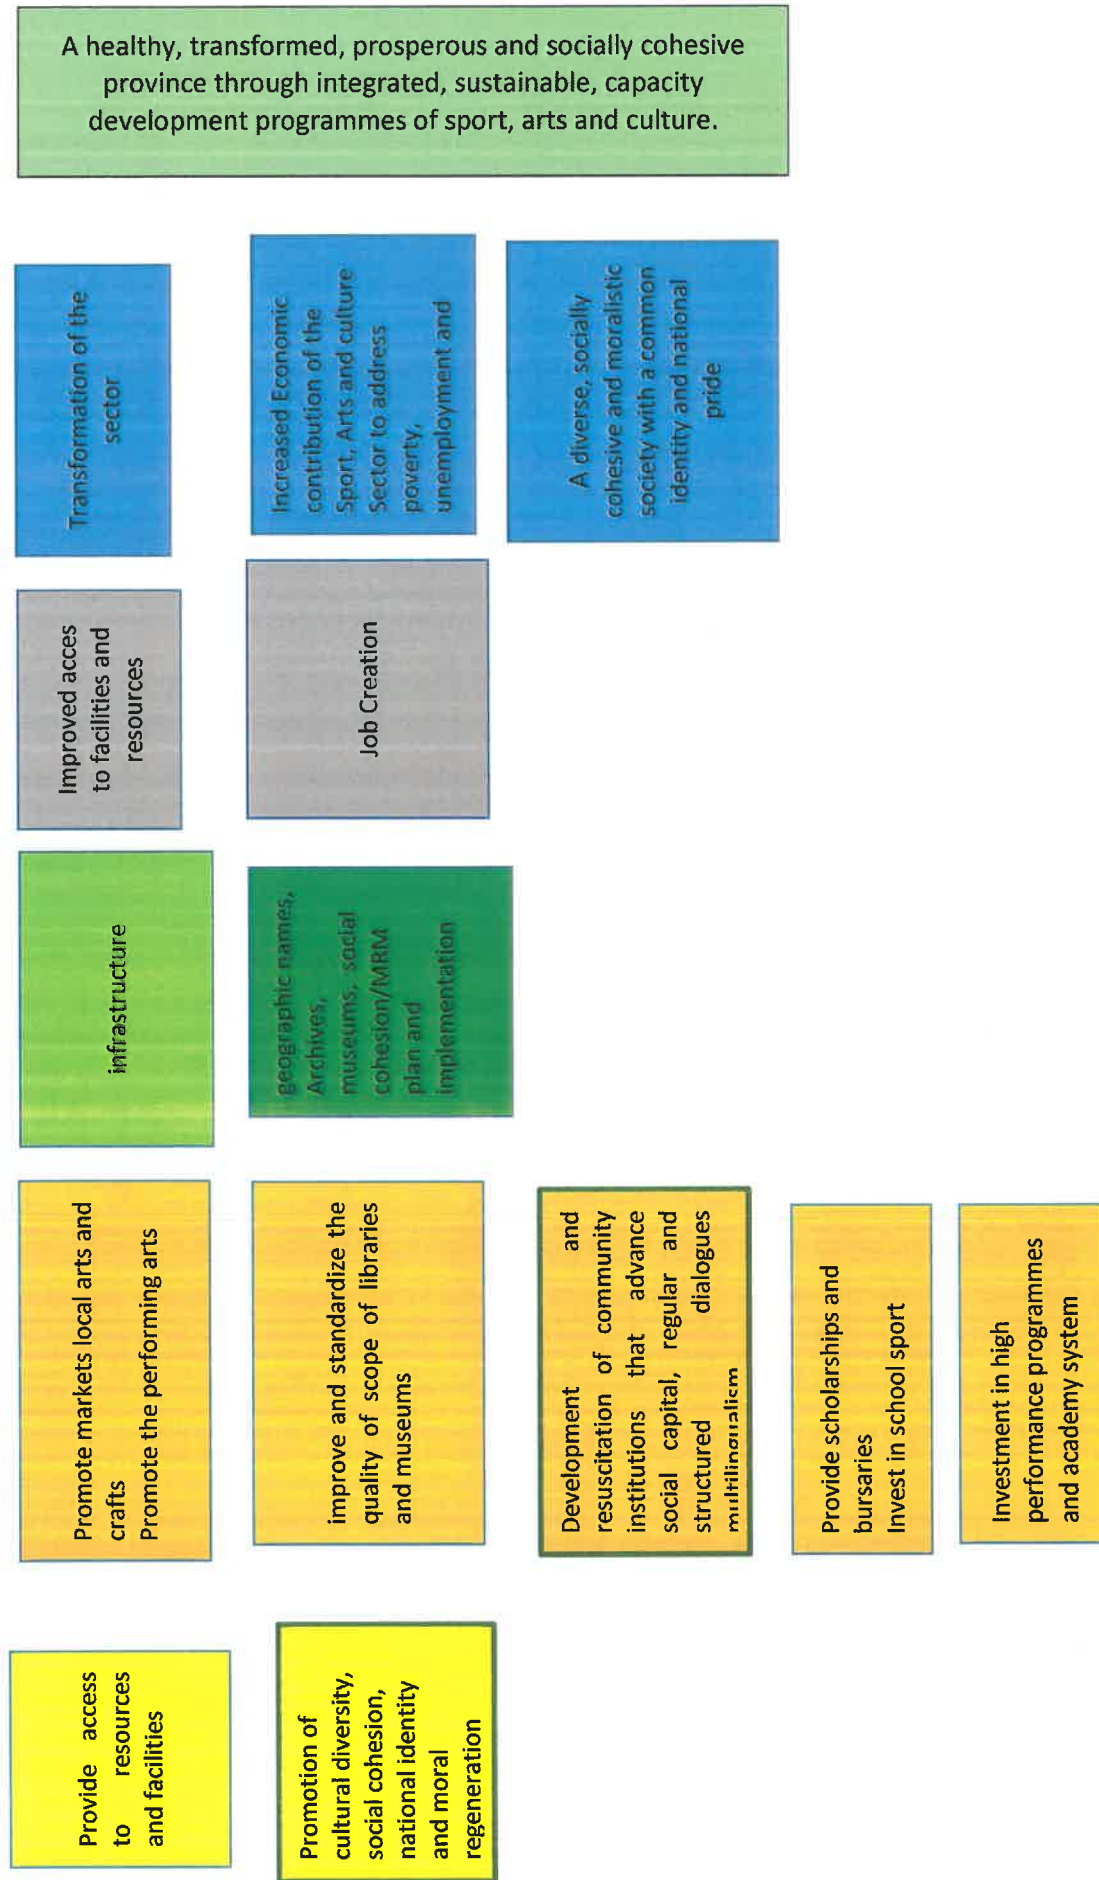 A healthy, transformed, prosperous and socially cohesive
province through integrated, sustainable, capacity
development programmes of sport, arts and culture.
Transformation of the
sector
Increased Economic
contribution of the
Sport, Arts and culture
Sector to address
poverty,
unemployment and
A diverse, socially
cohesive and moralistic
society with a common
identity and national
pride
Improved acces
to facilities and
resources
Job Creation
infrastructure
geographic names,
Archives,
museums, social
cohesion/MRM
plan and
implementation
Promote markets local arts and
crafts
Promote the performing arts
improve and standardize the
quality of scope of libraries
and museums
Development and
resuscitation of community
institutions that advance
social capital, regular and
structured dialogues
multilingualism
Provide scholarships and
bursaries
Invest in school sport
Investment in high
performance programmes
and academy system
Provide access
to resources
and facilities
Promotion of
cultural diversity,
social cohesion,
national identity
and moral
regeneration